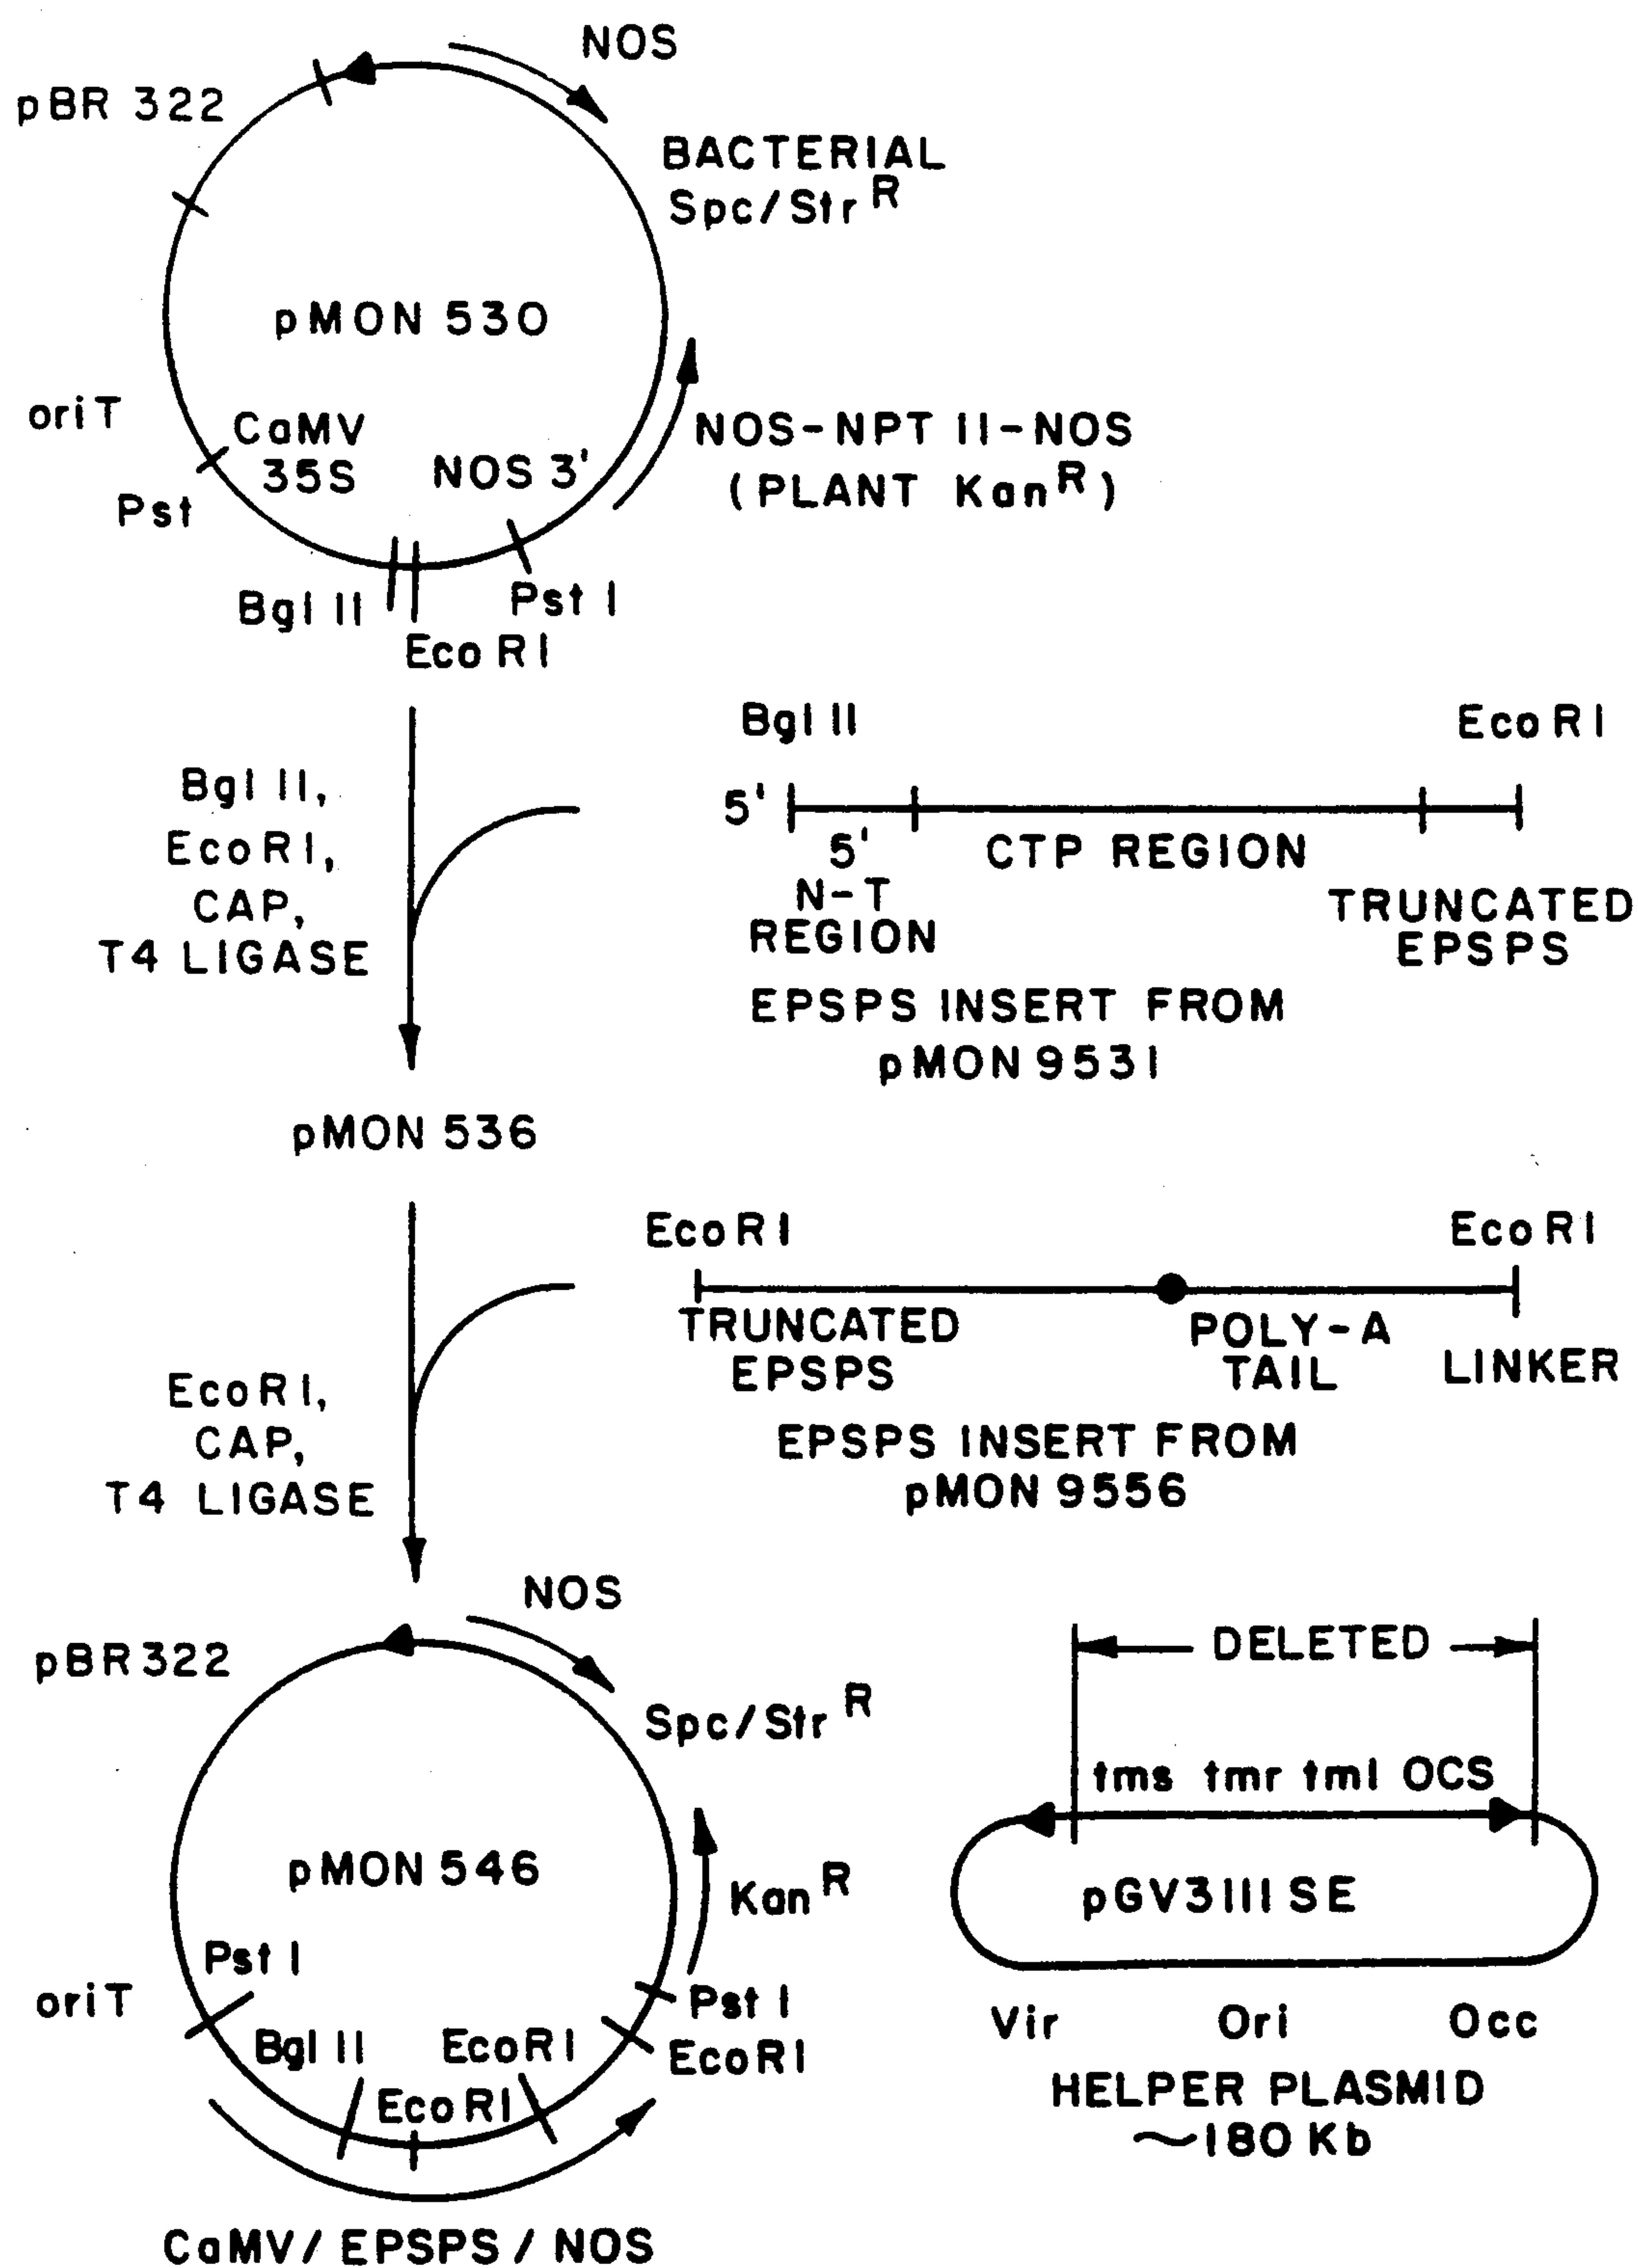 NOS
pBR 322
BACTERIAL
Spc/Str R
pMON 530
oriT
CaMV
35S
NOS 3'
NOS-NPT II-NOS
(PLANT Kan R)
Pst
Bgl II
Pst I
Eco RI
Bgl II
Eco RI
Bgl II,
EcoRI,
CAP,
T4 LIGASE
5'
5'
N-T
REGION
CTP REGION
TRUNCATED
EPSPS
EPSPS INSERT FROM
pMON 9531
pMON 536
EcoRI
EcoRI
TRUNCATED
EPSPS
POLY-A
TAIL
LINKER
EcoRI,
CAP,
T4 LIGASE
EPSPS INSERT FROM
pMON 9556
NOS
pBR322
Spc/Str R
pMON 546
Kan R
Pst I
oriT
Bgl II
EcoRI
EcoRI
Pst I
EcoRI
CaMV/ EPSPS / NOS
DELETED
tms tmr tml OCS
pGV3111 SE
Vir Ori Occ
HELPER PLASMID
~180 Kb